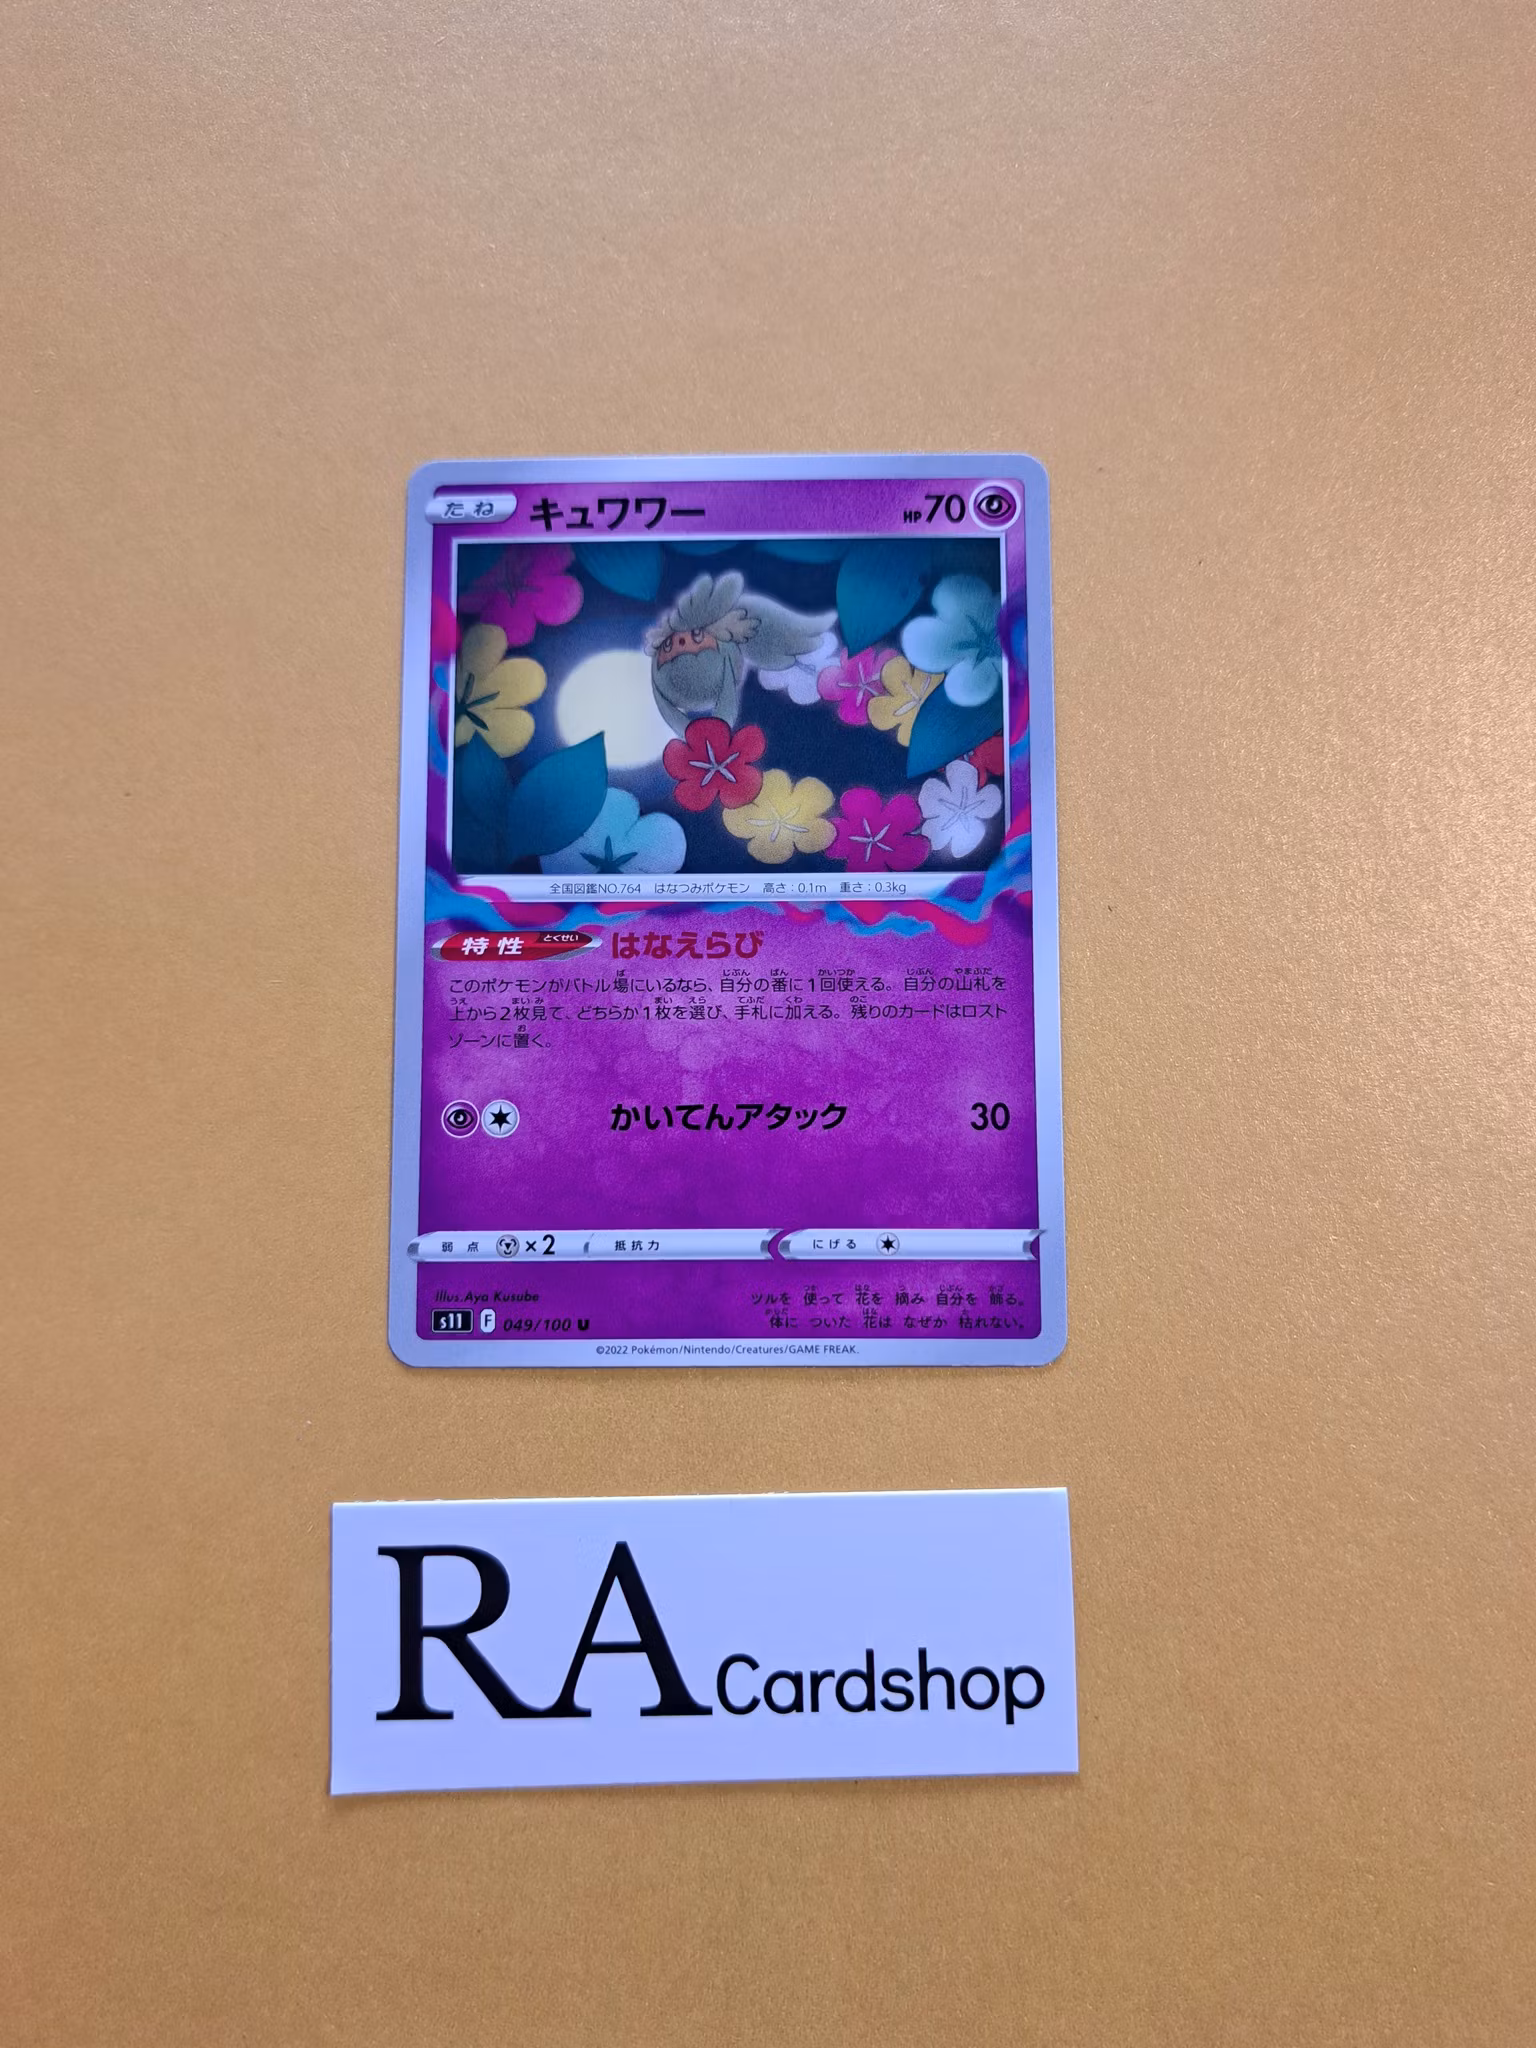 たね キュワワー HP70
全国図鑑NO.764 はなつみポケモン 高さ:0.1m 重さ:0.3kg
特性 とくせい はなえらび
このポケモンがバトル場にいるなら、自分の番に1回使える。自分の山札を
上から2枚見て、どちらか1枚を選び、手札に加える。残りのカードはロスト
ゾーンに置く。
かいてんアタック 30
弱点 ×2 抵抗力 にげる
Illus.Aya Kusube
ツルを 使って 花を 摘み 自分を 飾る。
体に ついた 花は なぜか 枯れない。
s11 F 049/100 U
©2022 Pokémon/Nintendo/Creatures/GAME FREAK.
RA Cardshop